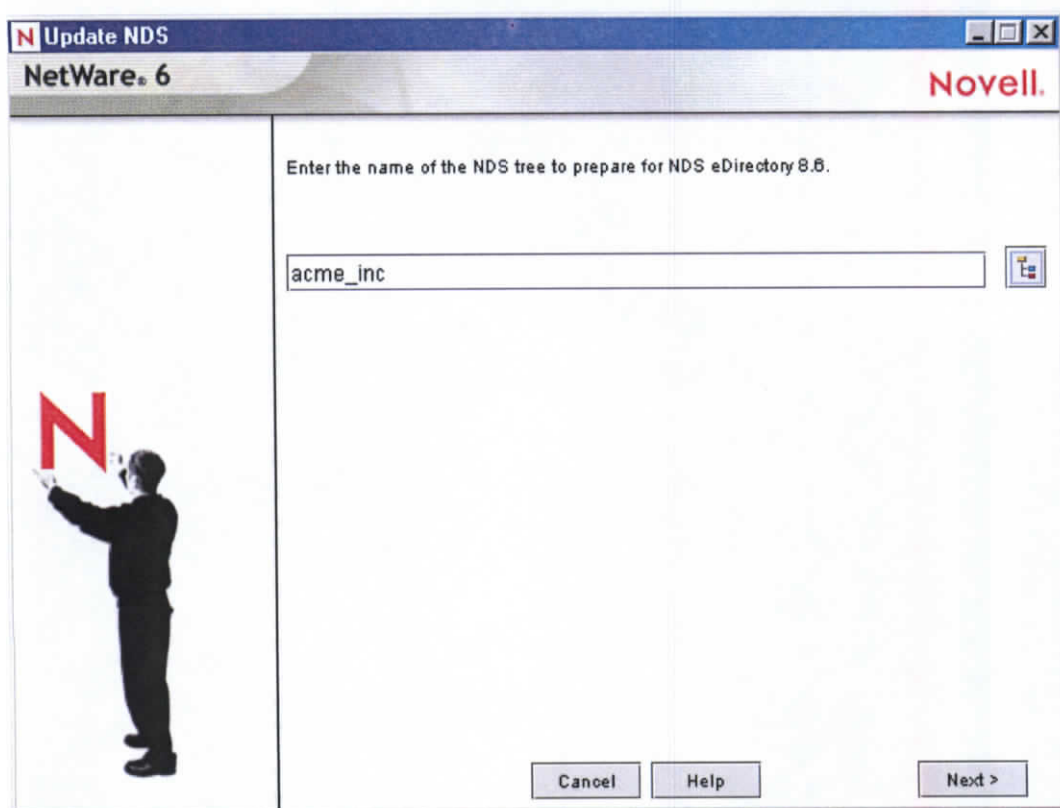 N Update NDS
NetWare® 6
Novell®
Enter the name of the NDS tree to prepare for NDS eDirectory 8.6.
acme_inc
N
Cancel Help Next >